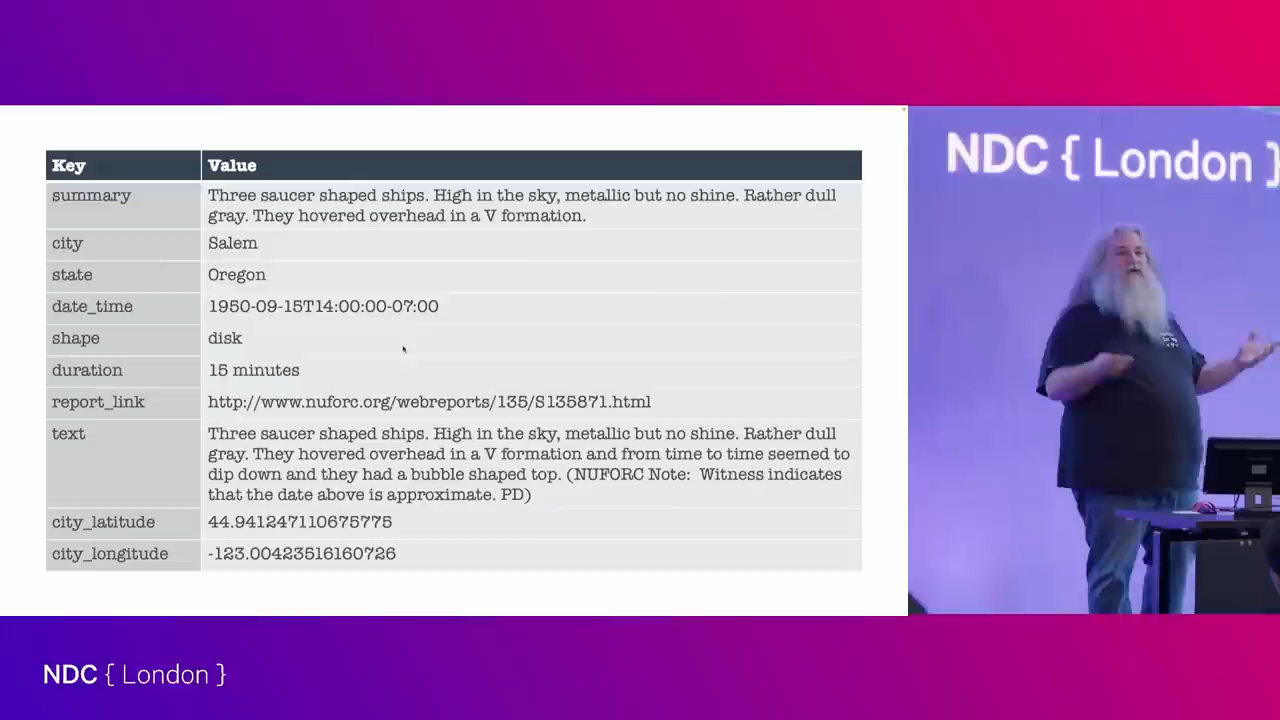 Key Value
summary Three saucer shaped ships. High in the sky, metallic but no shine. Rather dull
gray. They hovered overhead in a V formation.
city Salem
state Oregon
date_time 1950-09-15T14:00:00-07:00
shape disk
duration 15 minutes
report_link http://www.nuforc.org/webreports/135/S135871.html
text Three saucer shaped ships. High in the sky, metallic but no shine. Rather dull
gray. They hovered overhead in a V formation and from time to time seemed to
dip down and they had a bubble shaped top. (NUFORC Note:  Witness indicates
that the date above is approximate. PD)
city_latitude 44.941247110675775
city_longitude -123.00423516160726
NDC { London }
NDC { London }